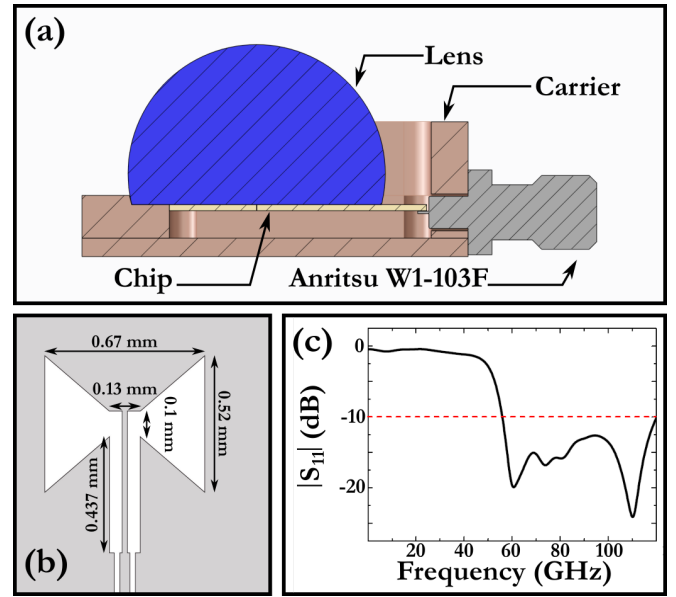 (a)
Lens
Carrier
Chip
Anritsu W1-103F
0.67 mm
0.13 mm
0.1 mm
0.52 mm
0.437 mm
(b)
(c)
0
-10
-20
|S11| (dB)
20 40 60 80 100
Frequency (GHz)